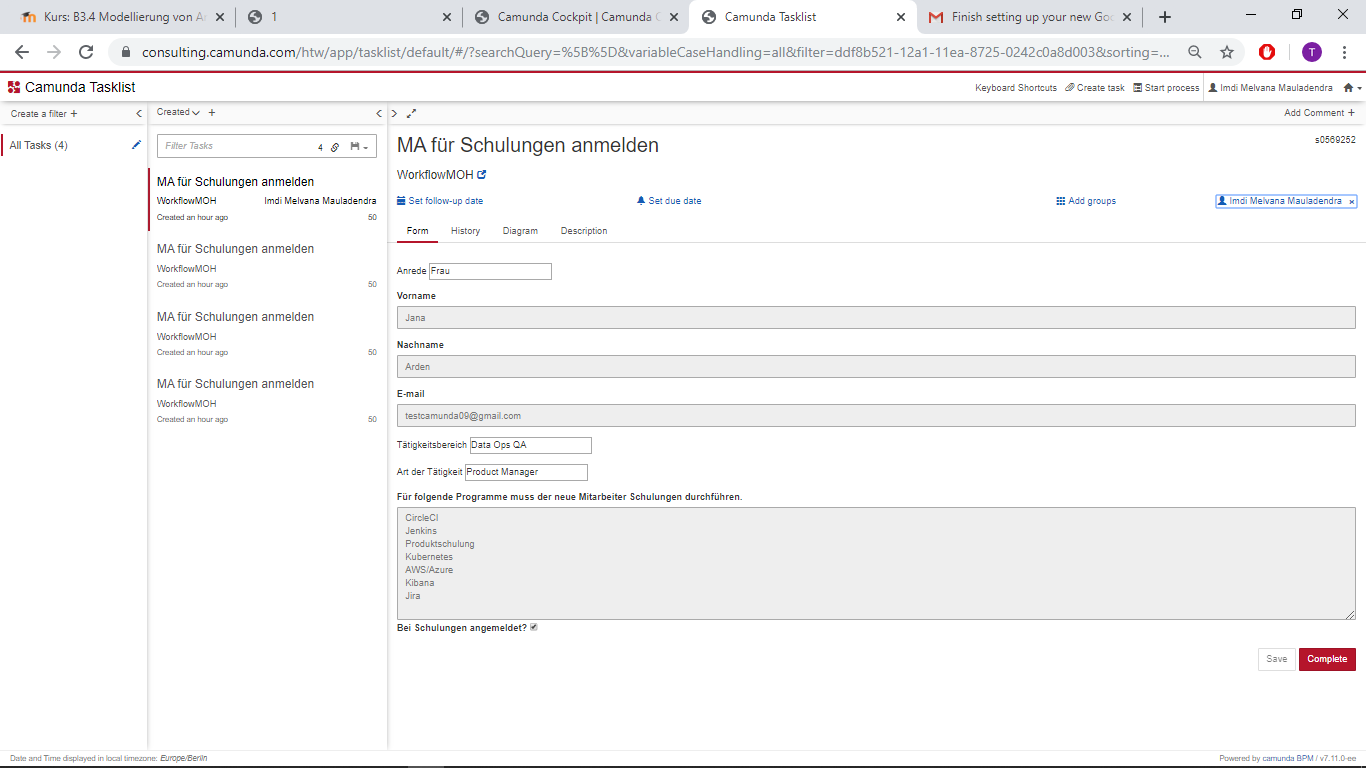 Kurs: B3.4 Modellierung von A
1
Camunda Cockpit | Camunda C
Camunda Tasklist
Finish setting up your new Goo
consulting.camunda.com/htw/app/tasklist/default/#/?searchQuery=%5B%5D&variableCaseHandling=all&filter=ddf8b521-12a1-11ea-8725-0242c0a8d003&sorting=...
T
Camunda Tasklist
Keyboard Shortcuts
Create task
Start process
Imdi Melvana Mauladendra
Create a filter +
Created
Add Comment +
All Tasks (4)
Filter Tasks
4
MA für Schulungen anmelden
WorkflowMOH
Imdi Melvana Mauladendra
Created an hour ago
50
MA für Schulungen anmelden
WorkflowMOH
Created an hour ago
50
MA für Schulungen anmelden
WorkflowMOH
Created an hour ago
50
MA für Schulungen anmelden
WorkflowMOH
Created an hour ago
50
MA für Schulungen anmelden
s0569252
WorkflowMOH
Set follow-up date
Set due date
Add groups
Imdi Melvana Mauladendra ×
Form
History
Diagram
Description
Anrede Frau
Vorname
Jana
Nachname
Arden
E-mail
testcamunda09@gmail.com
Tätigkeitsbereich Data Ops QA
Art der Tätigkeit Product Manager
Für folgende Programme muss der neue Mitarbeiter Schulungen durchführen.
CircleCI
Jenkins
Produktschulung
Kubernetes
AWS/Azure
Kibana
Jira
Bei Schulungen angemeldet?
Save
Complete
Date and Time displayed in local timezone: Europe/Berlin
Powered by camunda BPM / v7.11.0-ee